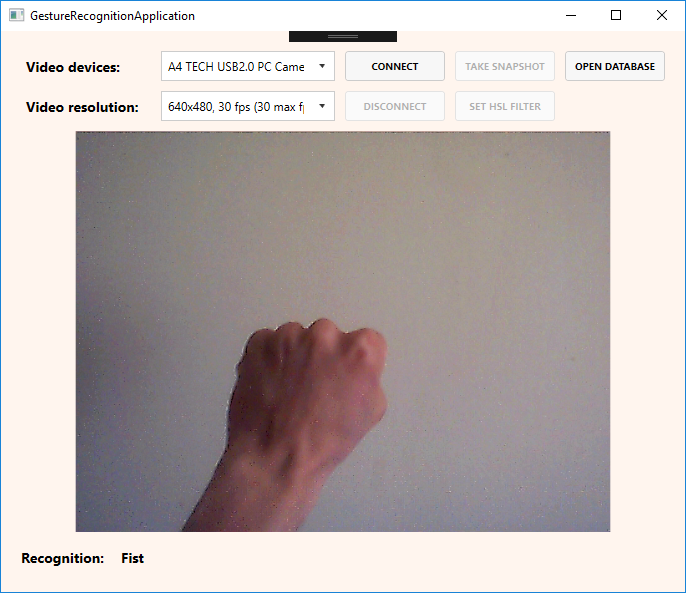 GestureRecognitionApplication
Video devices: A4 TECH USB2.0 PC Came CONNECT TAKE SNAPSHOT OPEN DATABASE
Video resolution: 640x480, 30 fps (30 max f DISCONNECT SET HSL FILTER
Recognition: Fist